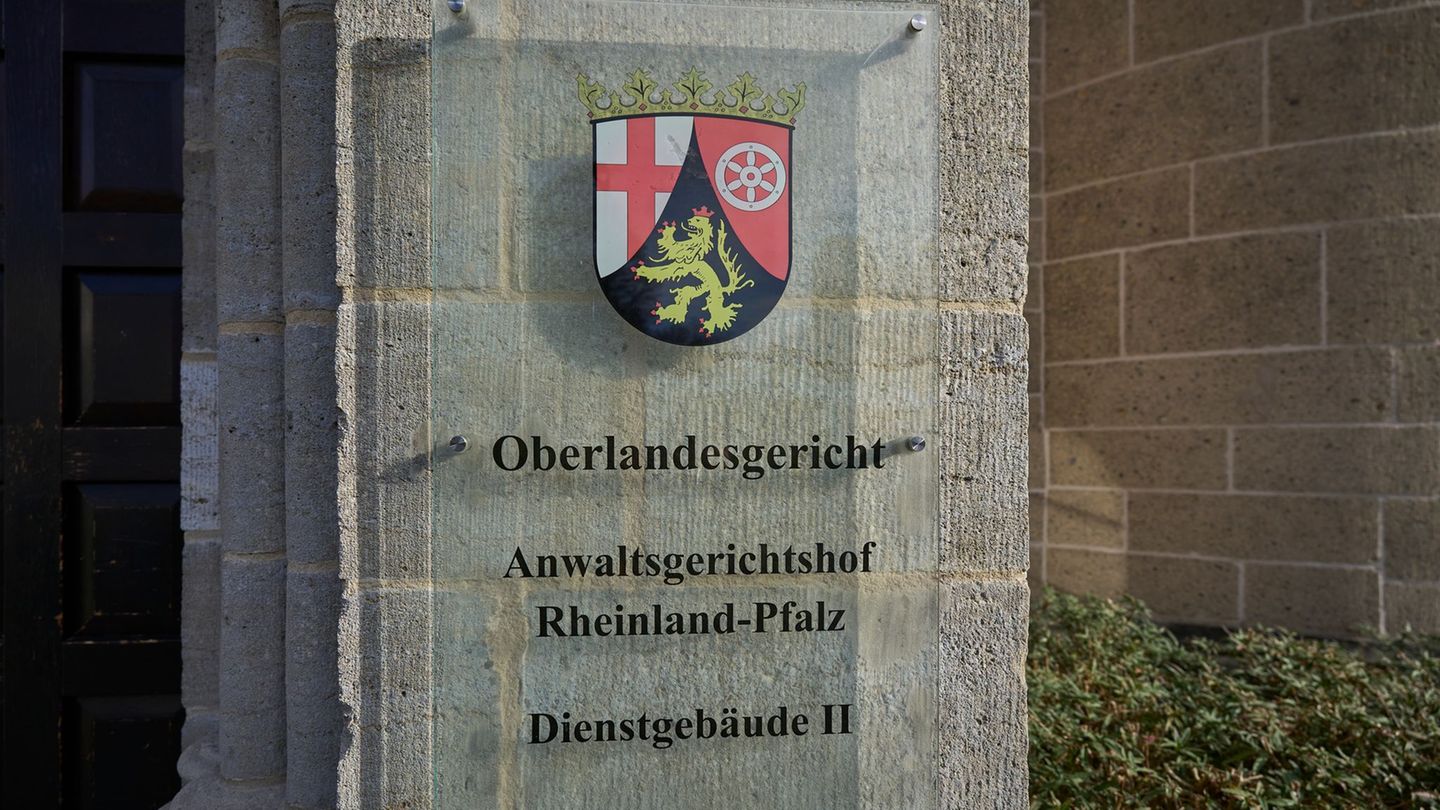 Oberlandesgericht
Anwaltsgerichtshof
Rheinland-Pfalz
Dienstgebäude II